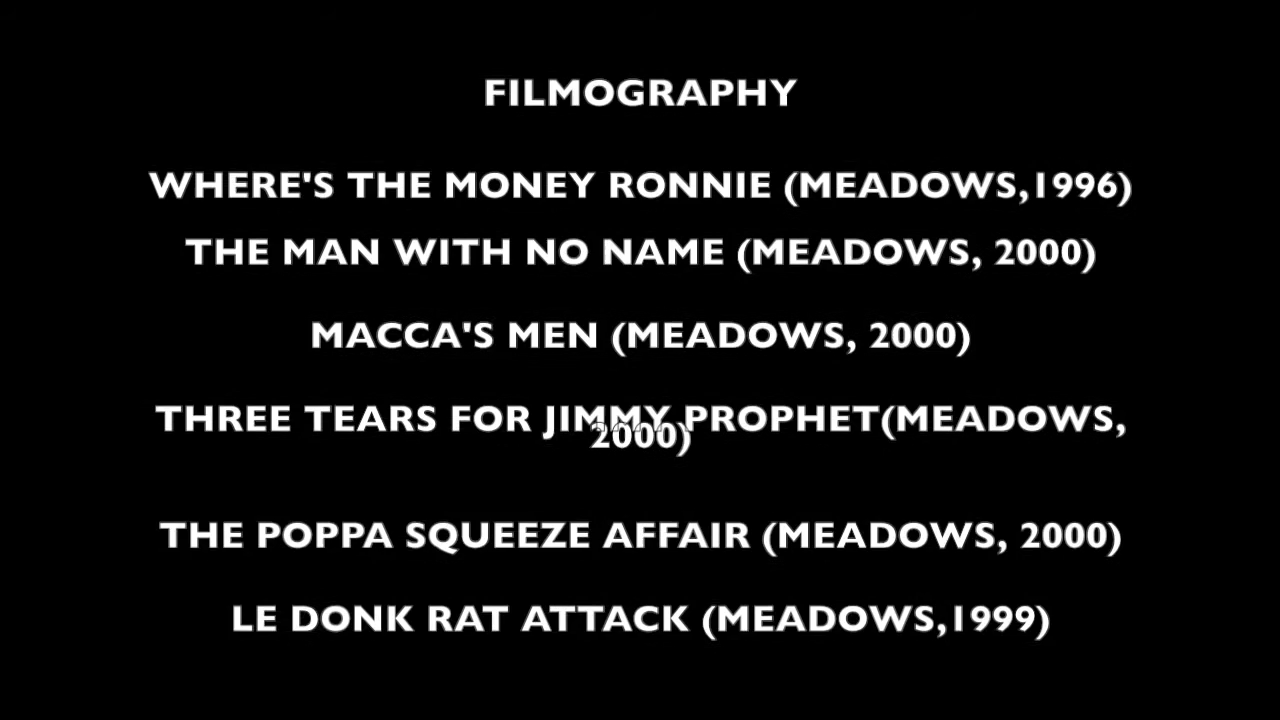 FILMOGRAPHY
WHERE'S THE MONEY RONNIE (MEADOWS,1996)
THE MAN WITH NO NAME (MEADOWS, 2000)
MACCA'S MEN (MEADOWS, 2000)
THREE TEARS FOR JIMMY PROPHET(MEADOWS,
2000)
THE POPPA SQUEEZE AFFAIR (MEADOWS, 2000)
LE DONK RAT ATTACK (MEADOWS,1999)